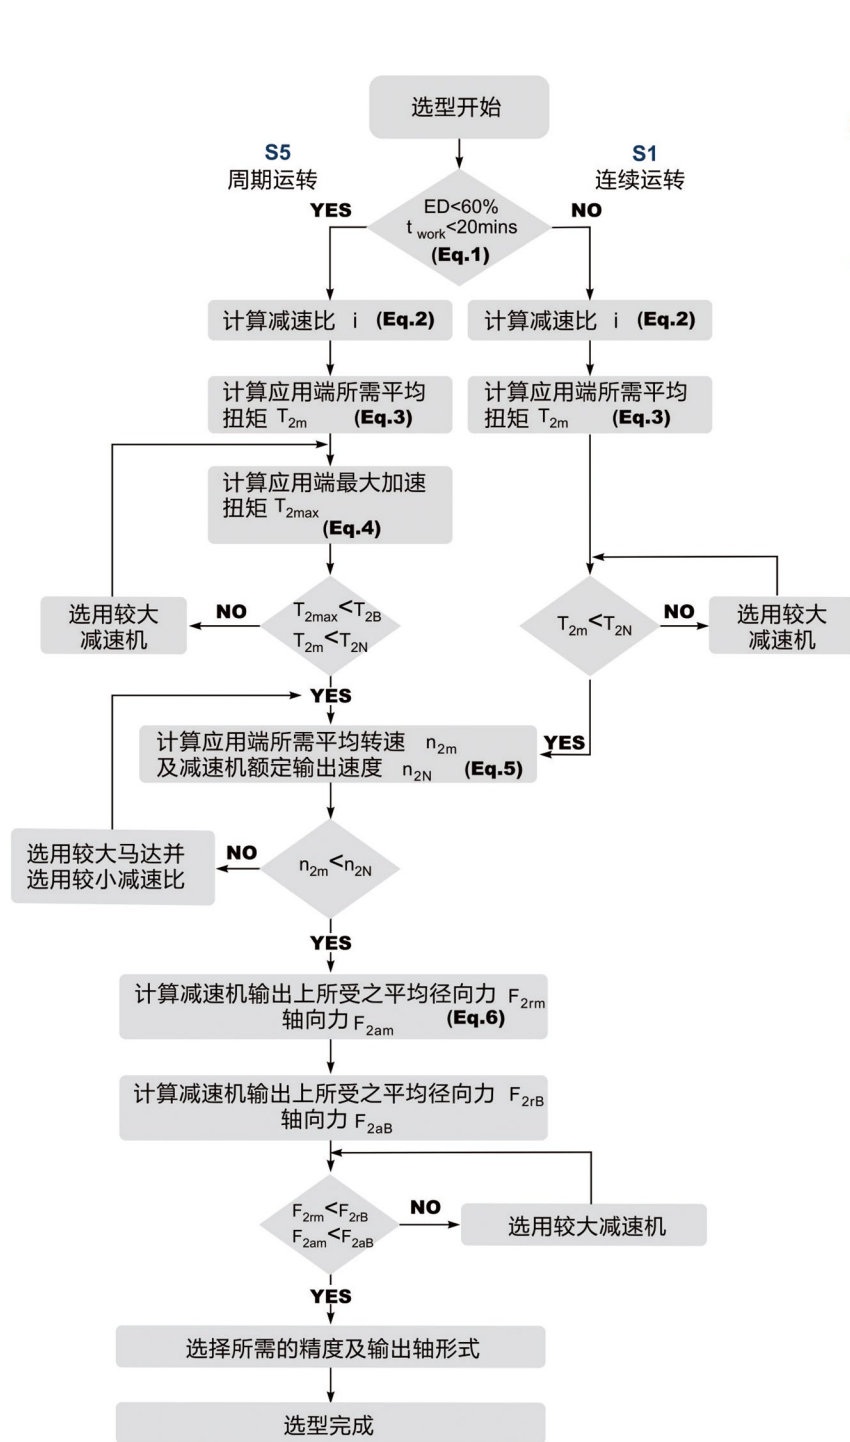 选型开始
S5
周期运转
S1
连续运转
YES
ED<60%
t work<20mins
(Eq.1)
NO
计算减速比 i (Eq.2)
计算减速比 i (Eq.2)
计算应用端所需平均
扭矩 T2m (Eq.3)
计算应用端所需平均
扭矩 T2m (Eq.3)
计算应用端最大加速
扭矩 T2max
(Eq.4)
选用较大
减速机
NO
T2max<T2B
T2m<T2N
T2m<T2N
NO
选用较大
减速机
YES
计算应用端所需平均转速 n2m
及减速机额定输出速度 n2N (Eq.5)
YES
选用较大马达并
选用较小减速比
NO
n2m<n2N
YES
计算减速机输出上所受之平均径向力 F2rm
轴向力 F2am (Eq.6)
计算减速机输出上所受之平均径向力 F2rB
轴向力 F2aB
F2rm<F2rB
F2am<F2aB
NO
选用较大减速机
YES
选择所需的精度及输出轴形式
选型完成